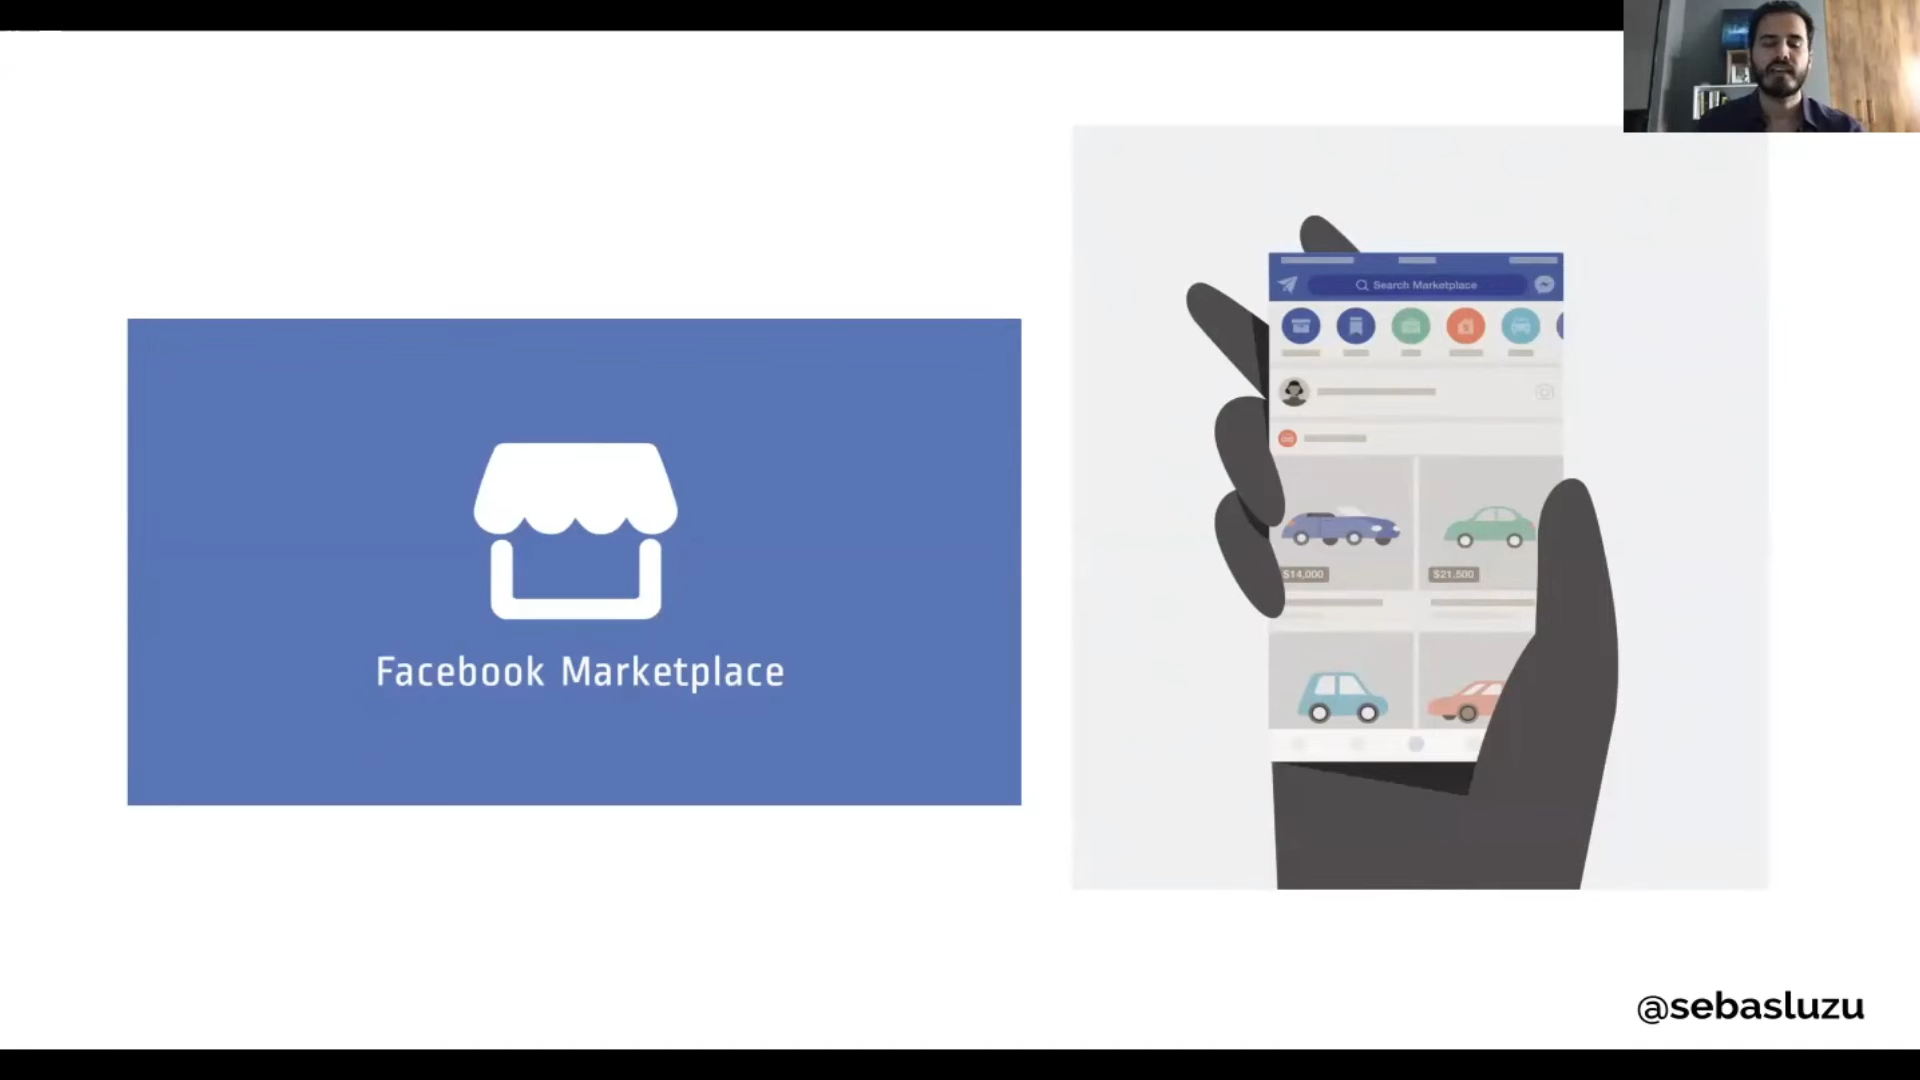 Facebook Marketplace
Search Marketplace
$14,000
$21,500
@sebasluzu